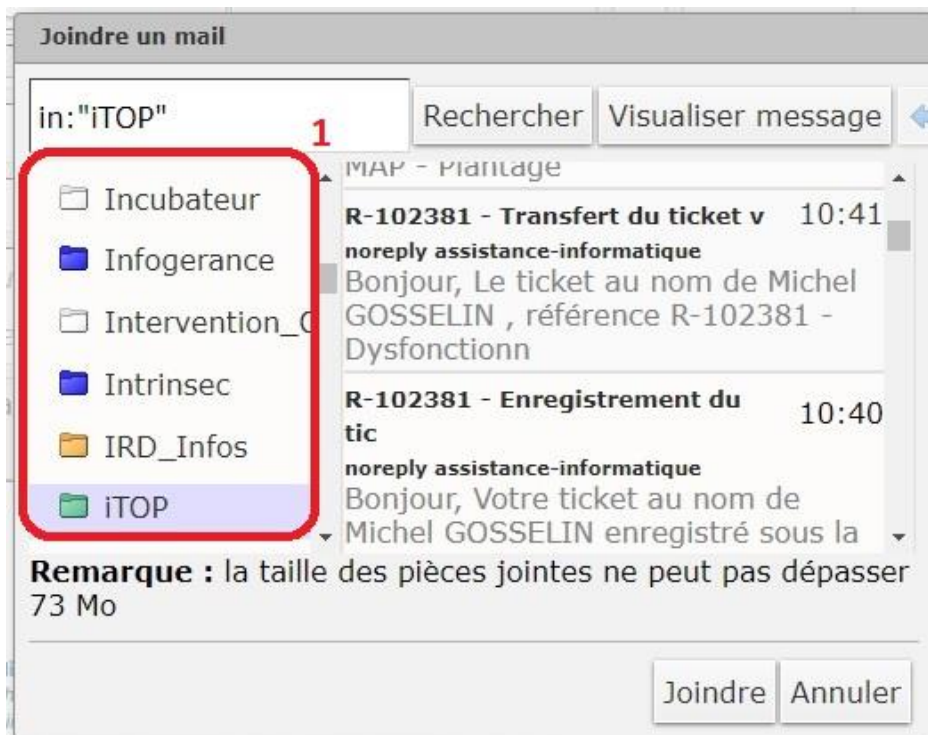 Joindre un mail
in:"iTOP"
1
Rechercher
Visualiser message
Incubateur
Infogerance
Intervention_C
Intrinsec
IRD_Infos
iTOP
MAP - Plantage
R-102381 - Transfert du ticket v 10:41
noreply assistance-informatique
Bonjour, Le ticket au nom de Michel
GOSSELIN , référence R-102381 -
Dysfonctionn
R-102381 - Enregistrement du
tic
10:40
noreply assistance-informatique
Bonjour, Votre ticket au nom de
Michel GOSSELIN enregistré sous la
Remarque : la taille des pièces jointes ne peut pas dépasser
73 Mo
Joindre
Annuler